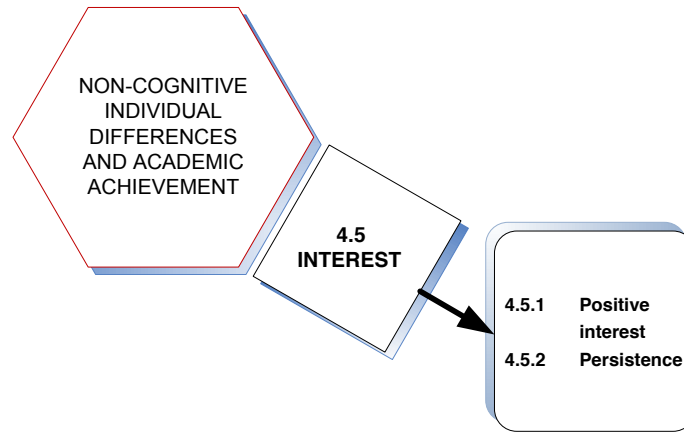 NON-COGNITIVE
INDIVIDUAL
DIFFERENCES
AND ACADEMIC
ACHIEVEMENT
4.5
INTEREST
4.5.1 Positive
interest
4.5.2 Persistence